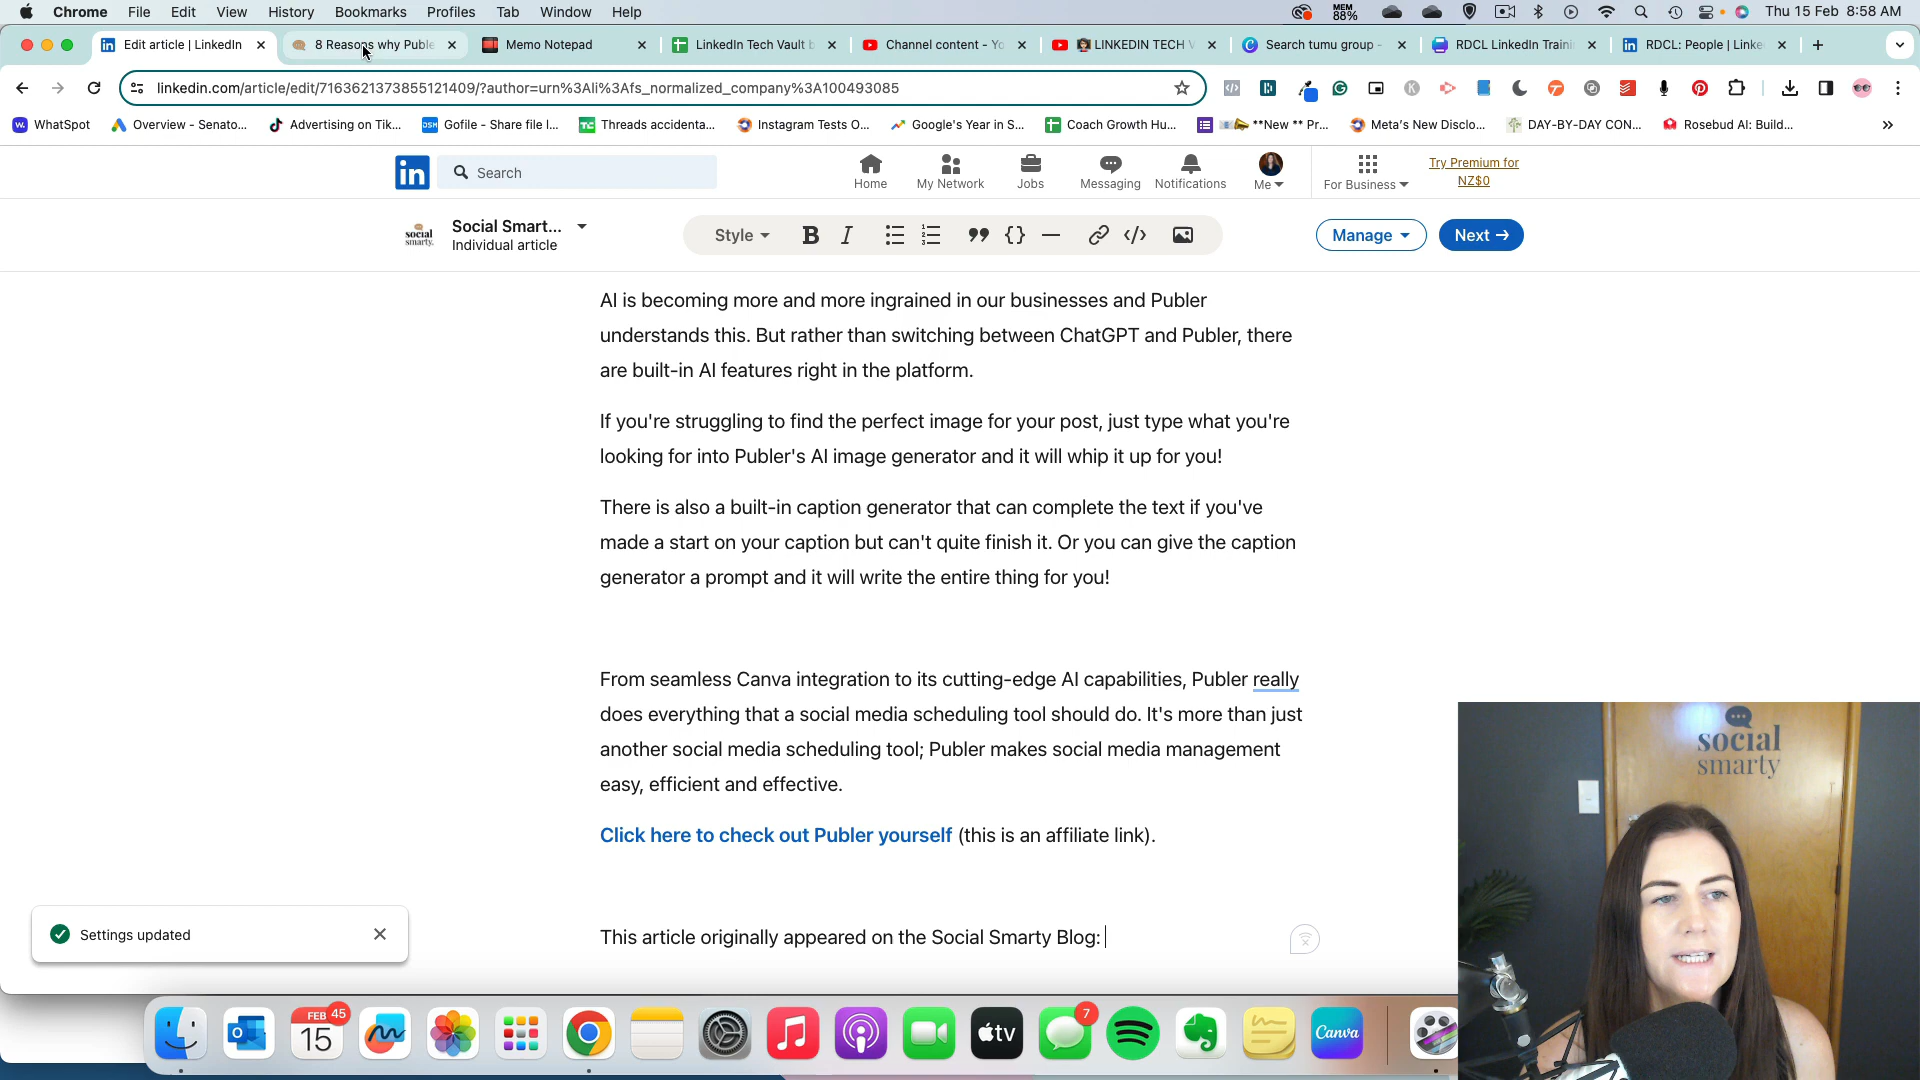 Chrome File Edit View History Bookmarks Profiles Tab Window Help
MEM 88% Thu 15 Feb 8:58 AM
Edit article | LinkedIn
8 Reasons why Publ
Memo Notepad
LinkedIn Tech Vault b
Channel content - Yo
LINKEDIN TECH V
Search tumu group -
RDCL LinkedIn Traini
RDCL: People | Linke
linkedin.com/article/edit/7163621373855121409/?author=urn%3Ali%3Afs_normalized_company%3A100493085
WhatSpot
Overview - Senato...
Advertising on Tik...
Gofile - Share file l...
Threads accidenta...
Instagram Tests O...
Google's Year in S...
Coach Growth Hu...
**New ** Pr...
Meta's New Disclo...
DAY-BY-DAY CON...
Rosebud AI: Build...
in
Search
Home
My Network
Jobs
Messaging
Notifications
Me
For Business
Try Premium for
NZ$0
social
smarty.
Social Smart...
Individual article
Style
B I
Manage
Next →
AI is becoming more and more ingrained in our businesses and Publer
understands this. But rather than switching between ChatGPT and Publer, there
are built-in AI features right in the platform.
If you're struggling to find the perfect image for your post, just type what you're
looking for into Publer's AI image generator and it will whip it up for you!
There is also a built-in caption generator that can complete the text if you've
made a start on your caption but can't quite finish it. Or you can give the caption
generator a prompt and it will write the entire thing for you!
From seamless Canva integration to its cutting-edge AI capabilities, Publer really
does everything that a social media scheduling tool should do. It's more than just
another social media scheduling tool; Publer makes social media management
easy, efficient and effective.
Click here to check out Publer yourself (this is an affiliate link).
This article originally appeared on the Social Smarty Blog:
Settings updated
social
smarty
FEB 45
15
tv
7
Canva